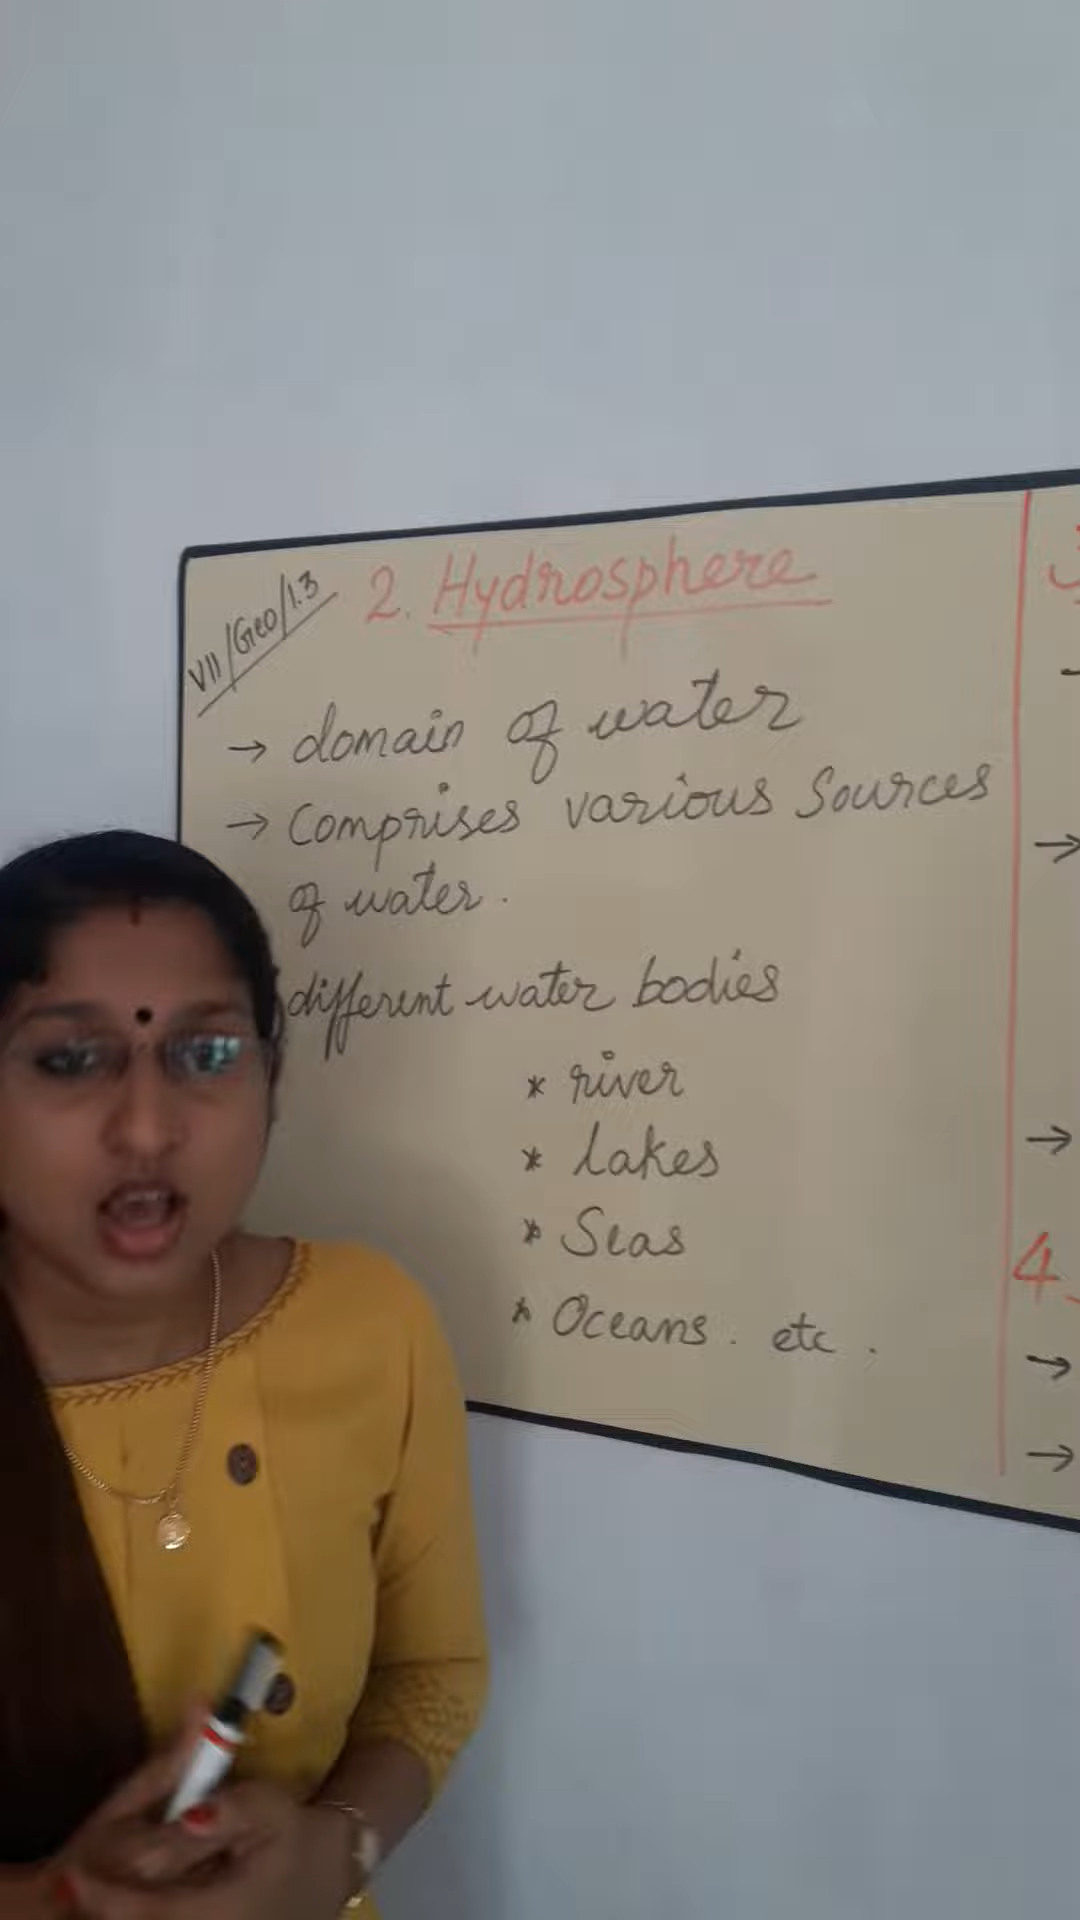 VII/Geo/1.3
2. Hydrosphere
→ domain of water
→ Comprises various Sources
of water.
different water bodies
* river
* lakes
* Seas
* Oceans. etc.
3
→
→
4
→
→